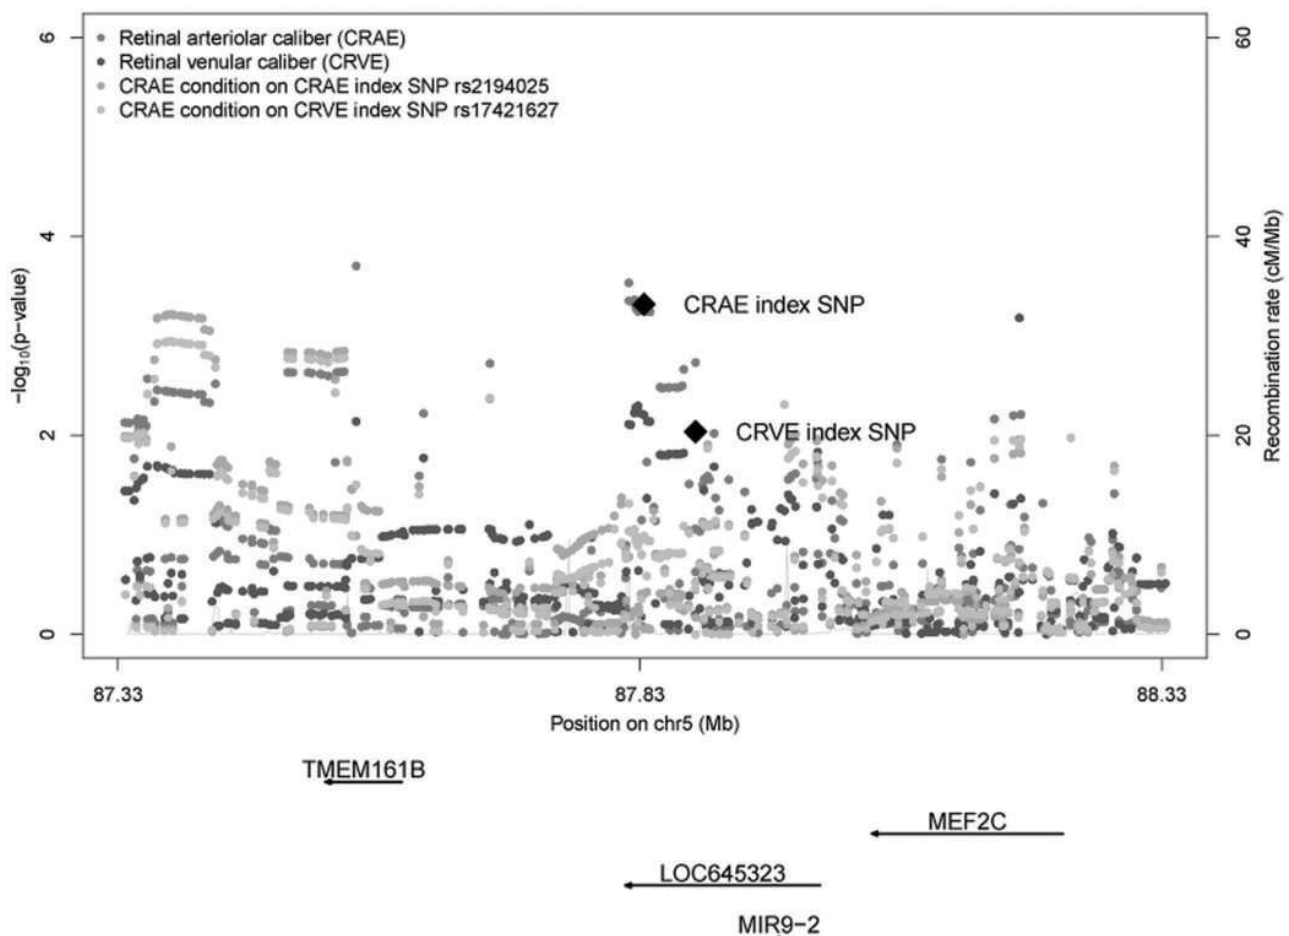 6
4
2
0
−log10(p−value)
Retinal arteriolar caliber (CRAE)
Retinal venular caliber (CRVE)
CRAE condition on CRAE index SNP rs2194025
CRAE condition on CRVE index SNP rs17421627
CRAE index SNP
CRVE index SNP
60
40
20
0
Recombination rate (cM/Mb)
87.33
87.83
88.33
Position on chr5 (Mb)
TMEM161B
MEF2C
LOC645323
MIR9−2